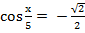 cos x/5 = − √2/2